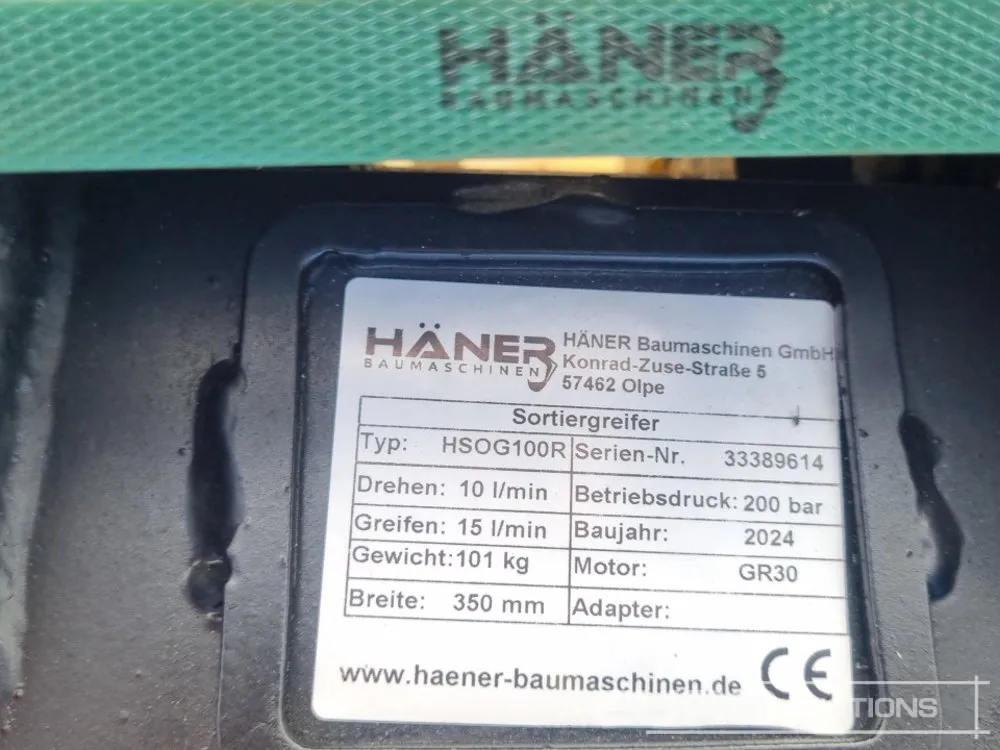 HÄNER
BAUMASCHINEN
HÄNER
BAUMASCHINEN
HÄNER Baumaschinen GmbH
Konrad-Zuse-Straße 5
57462 Olpe
Sortiergreifer
Typ: HSOG100R Serien-Nr. 33389614
Drehen: 10 l/min Betriebsdruck: 200 bar
Greifen: 15 l/min Baujahr: 2024
Gewicht: 101 kg Motor: GR30
Breite: 350 mm Adapter:
www.haener-baumaschinen.de CE